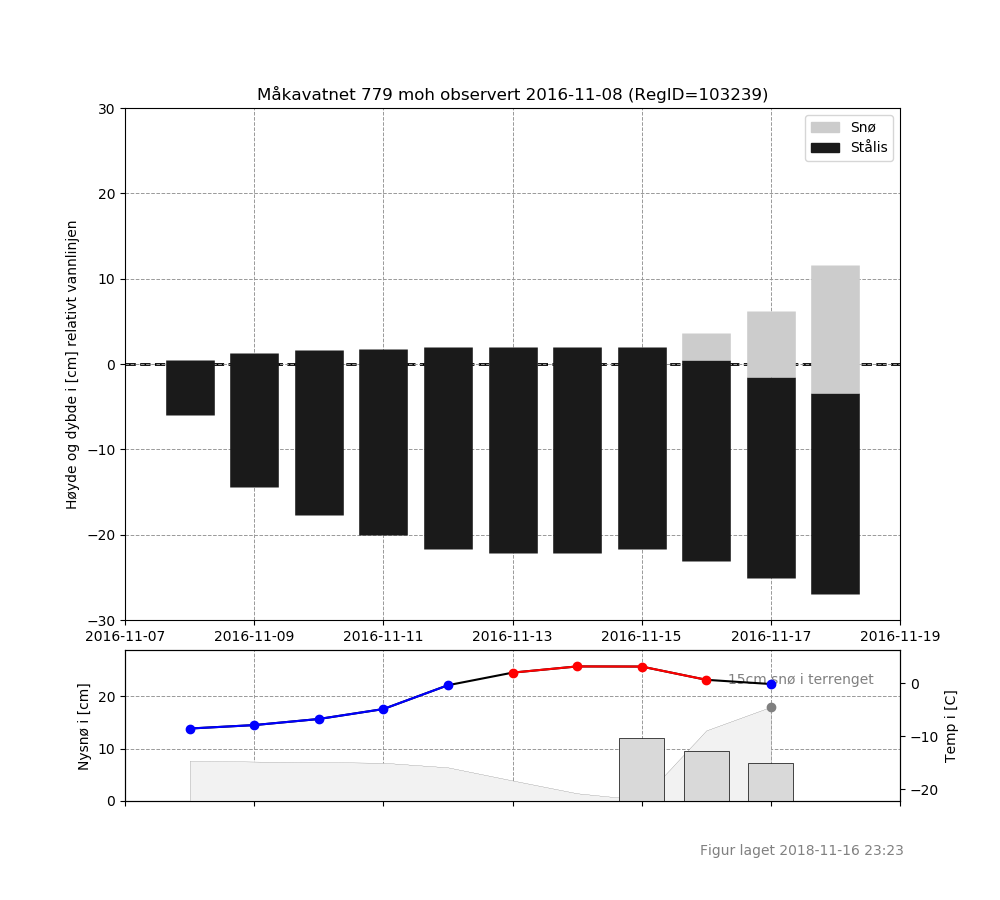 Måkavatnet 779 moh observert 2016-11-08 (RegID=103239)
Snø
Stålis
Høyde og dybde i [cm] relativt vannlinjen
30
20
10
0
−10
−20
−30
2016-11-07 2016-11-09 2016-11-11 2016-11-13 2016-11-15 2016-11-17 2016-11-19
Nysnø i [cm]
20
10
0
15cm snø i terrenget
0
−10
−20
Temp i [C]
Figur laget 2018-11-16 23:23